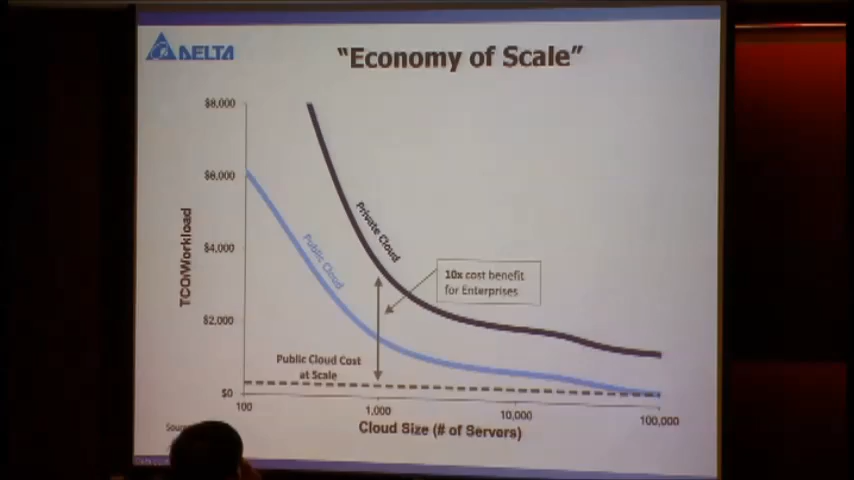 DELTA
"Economy of Scale"
$8,000
$6,000
$4,000
$2,000
$0
TCO/Workload
Private Cloud
Public Cloud
10x cost benefit
for Enterprises
Public Cloud Cost
at Scale
100
1,000
10,000
100,000
Cloud Size (# of Servers)